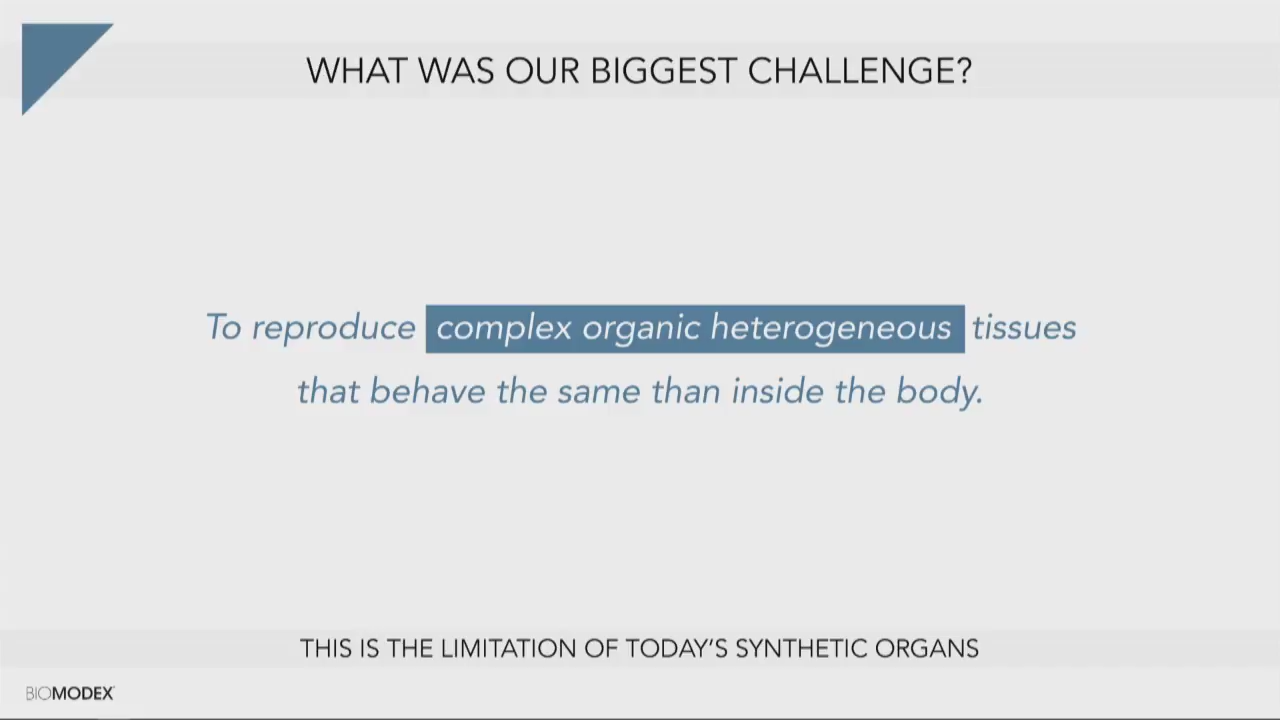 WHAT WAS OUR BIGGEST CHALLENGE?
To reproduce complex organic heterogeneous tissues
that behave the same than inside the body.
THIS IS THE LIMITATION OF TODAY'S SYNTHETIC ORGANS
BIOMODEX